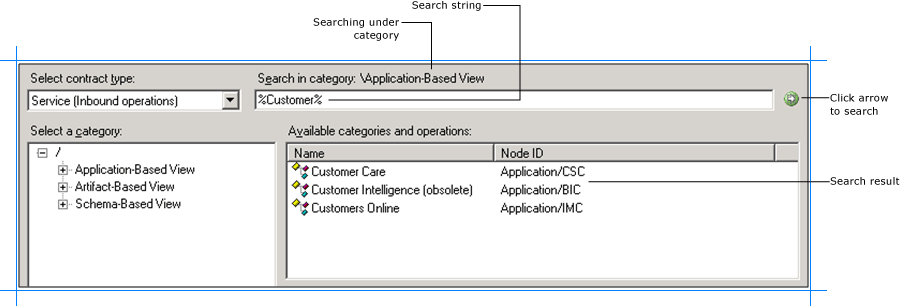 Search string
Searching under
category
Select contract type:
Search in category: \Application-Based View
Service (Inbound operations)
%Customer%
Click arrow
to search
Select a category:
Available categories and operations:
/
Application-Based View
Artifact-Based View
Schema-Based View
Name Node ID
Customer Care Application/CSC
Customer Intelligence (obsolete) Application/BIC
Customers Online Application/IMC
Search result